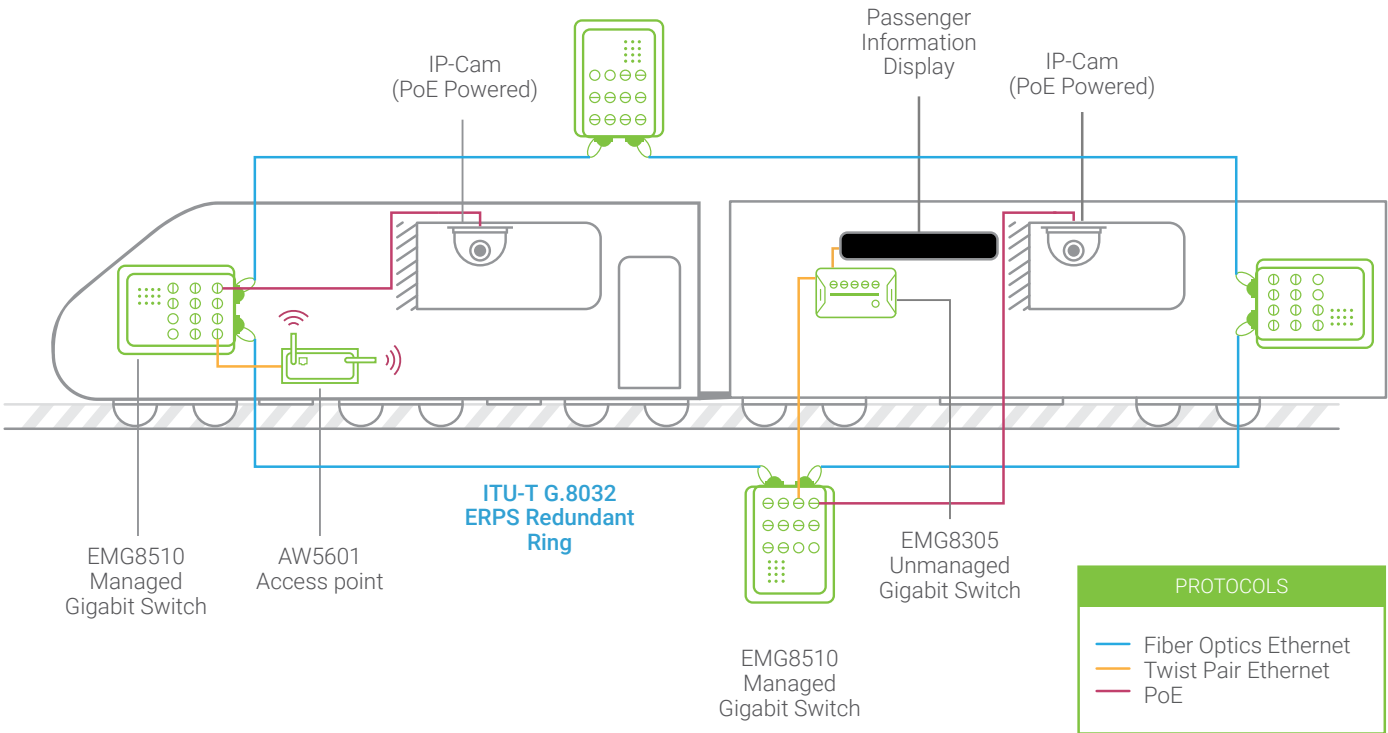 Passenger
Information
Display
IP-Cam
(PoE Powered)
IP-Cam
(PoE Powered)
ITU-T G.8032
ERPS Redundant
Ring
EMG8510
Managed
Gigabit Switch
AW5601
Access point
EMG8305
Unmanaged
Gigabit Switch
EMG8510
Managed
Gigabit Switch
PROTOCOLS
Fiber Optics Ethernet
Twist Pair Ethernet
PoE